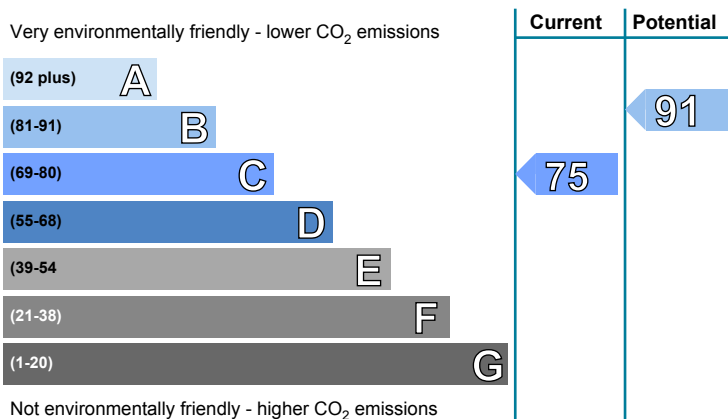 Current Potential
Very environmentally friendly - lower CO2 emissions
(92 plus) A
(81-91) B
91
(69-80) C
75
(55-68) D
(39-54 E
(21-38) F
(1-20) G
Not environmentally friendly - higher CO2 emissions